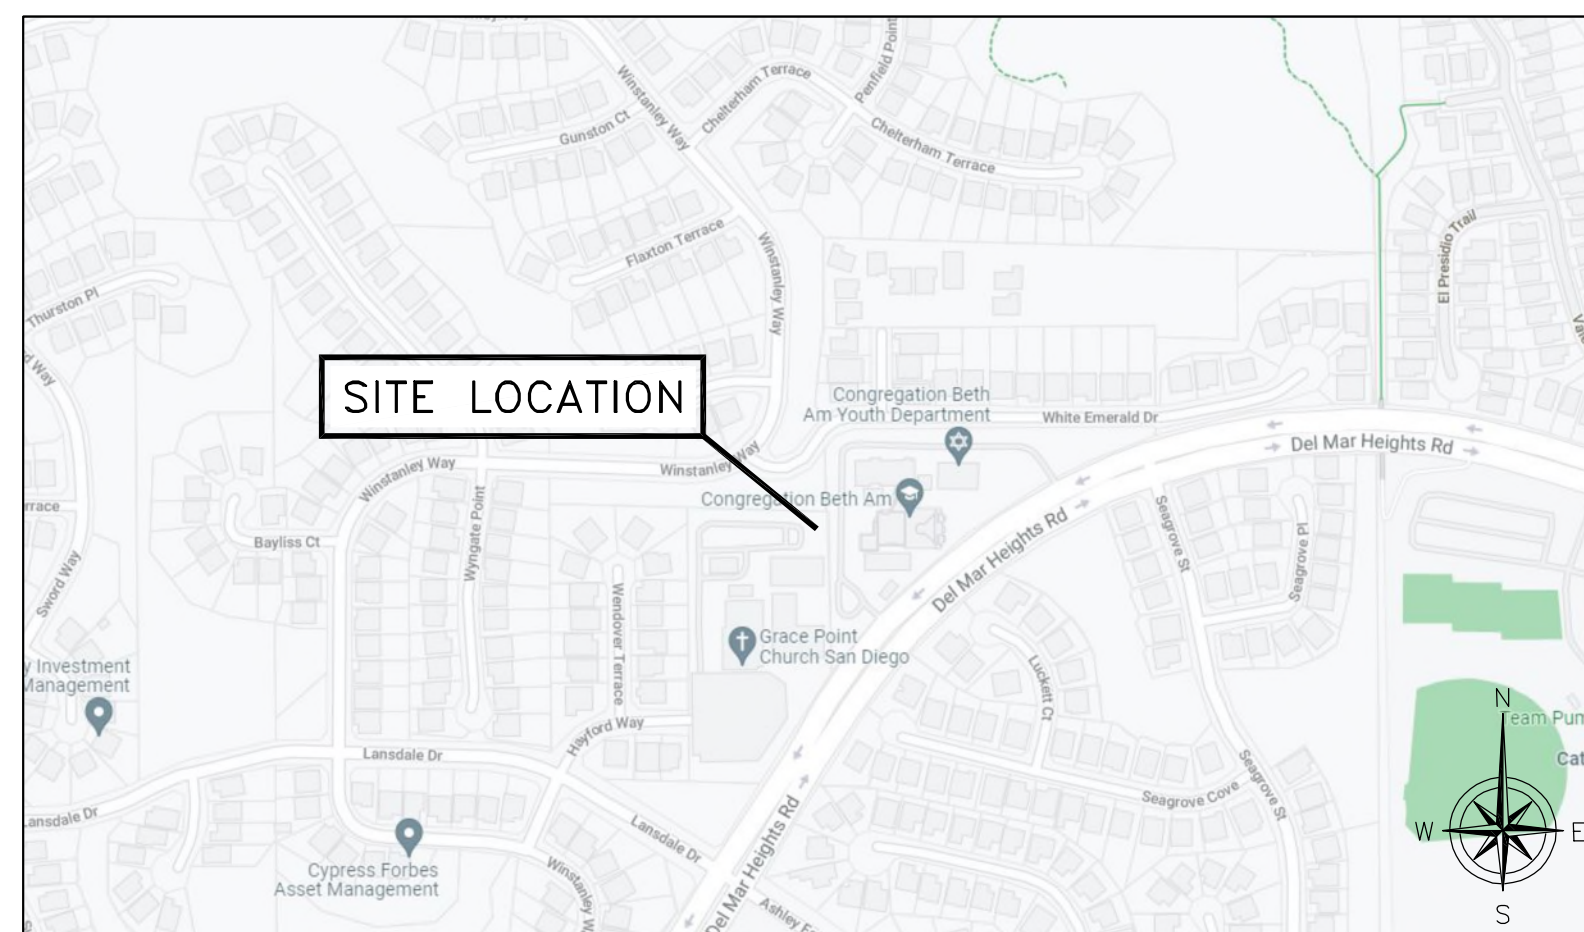 Winstanley Way
Chelterham Terrace
Penfield Point
Gunston Ct
Chelterham Terrace
Flaxton Terrace
Winstanley Way
El Presidio Trail
Thurston Pl
SITE LOCATION
Congregation Beth
Am Youth Department
White Emerald Dr
Del Mar Heights Rd
Winstanley Way
Winstanley Way
Congregation Beth Am
Wyngate Point
Bayliss Ct
Del Mar Heights Rd
Seagrove St
Seagrove Pl
Sword Way
Wendover Terrace
Grace Point
Church San Diego
Luckett Ct
Investment
Management
Hayford Way
Lansdale Dr
Seagrove Cove
Seagrove St
N
Team
W
E
S
Lansdale Dr
Lansdale Dr
Del Mar Heights Rd
Cypress Forbes
Asset Management
Winstanley
Ashley